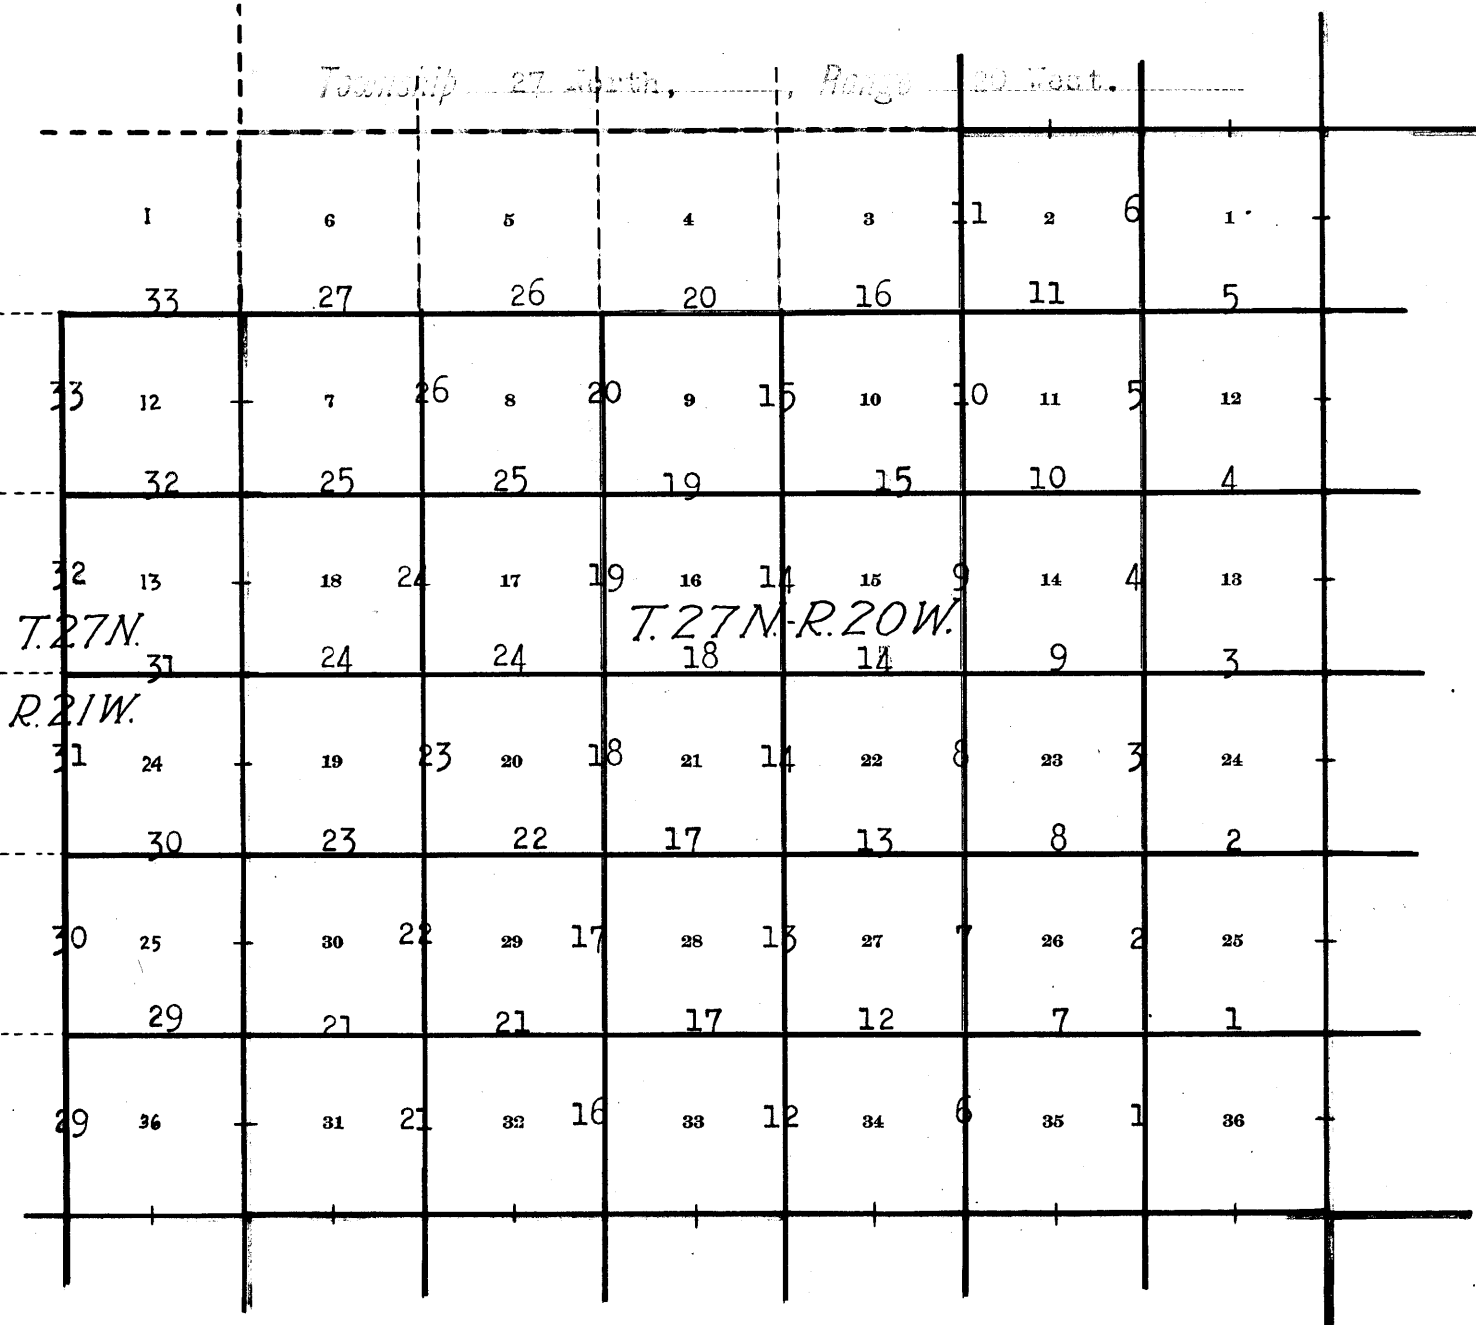 Township 27 North, , Range 20 West.
I 6 5 4 3 11 2 6 1
33 27 26 20 16 11 5
33 12 7 26 8 20 9 15 10 10 11 5 12
32 25 25 19 15 10 4
32 13 18 24 17 19 16 14 15 9 14 4 13
T.27N. T.27N.-R.20W.
31 24 24 18 14 9 3
R.21W.
31 24 19 23 20 18 21 14 22 8 23 3 24
30 23 22 17 13 8 2
30 25 30 22 29 17 28 13 27 7 26 2 25
29 21 21 17 12 7 1
29 36 31 21 32 16 33 12 34 6 35 1 36